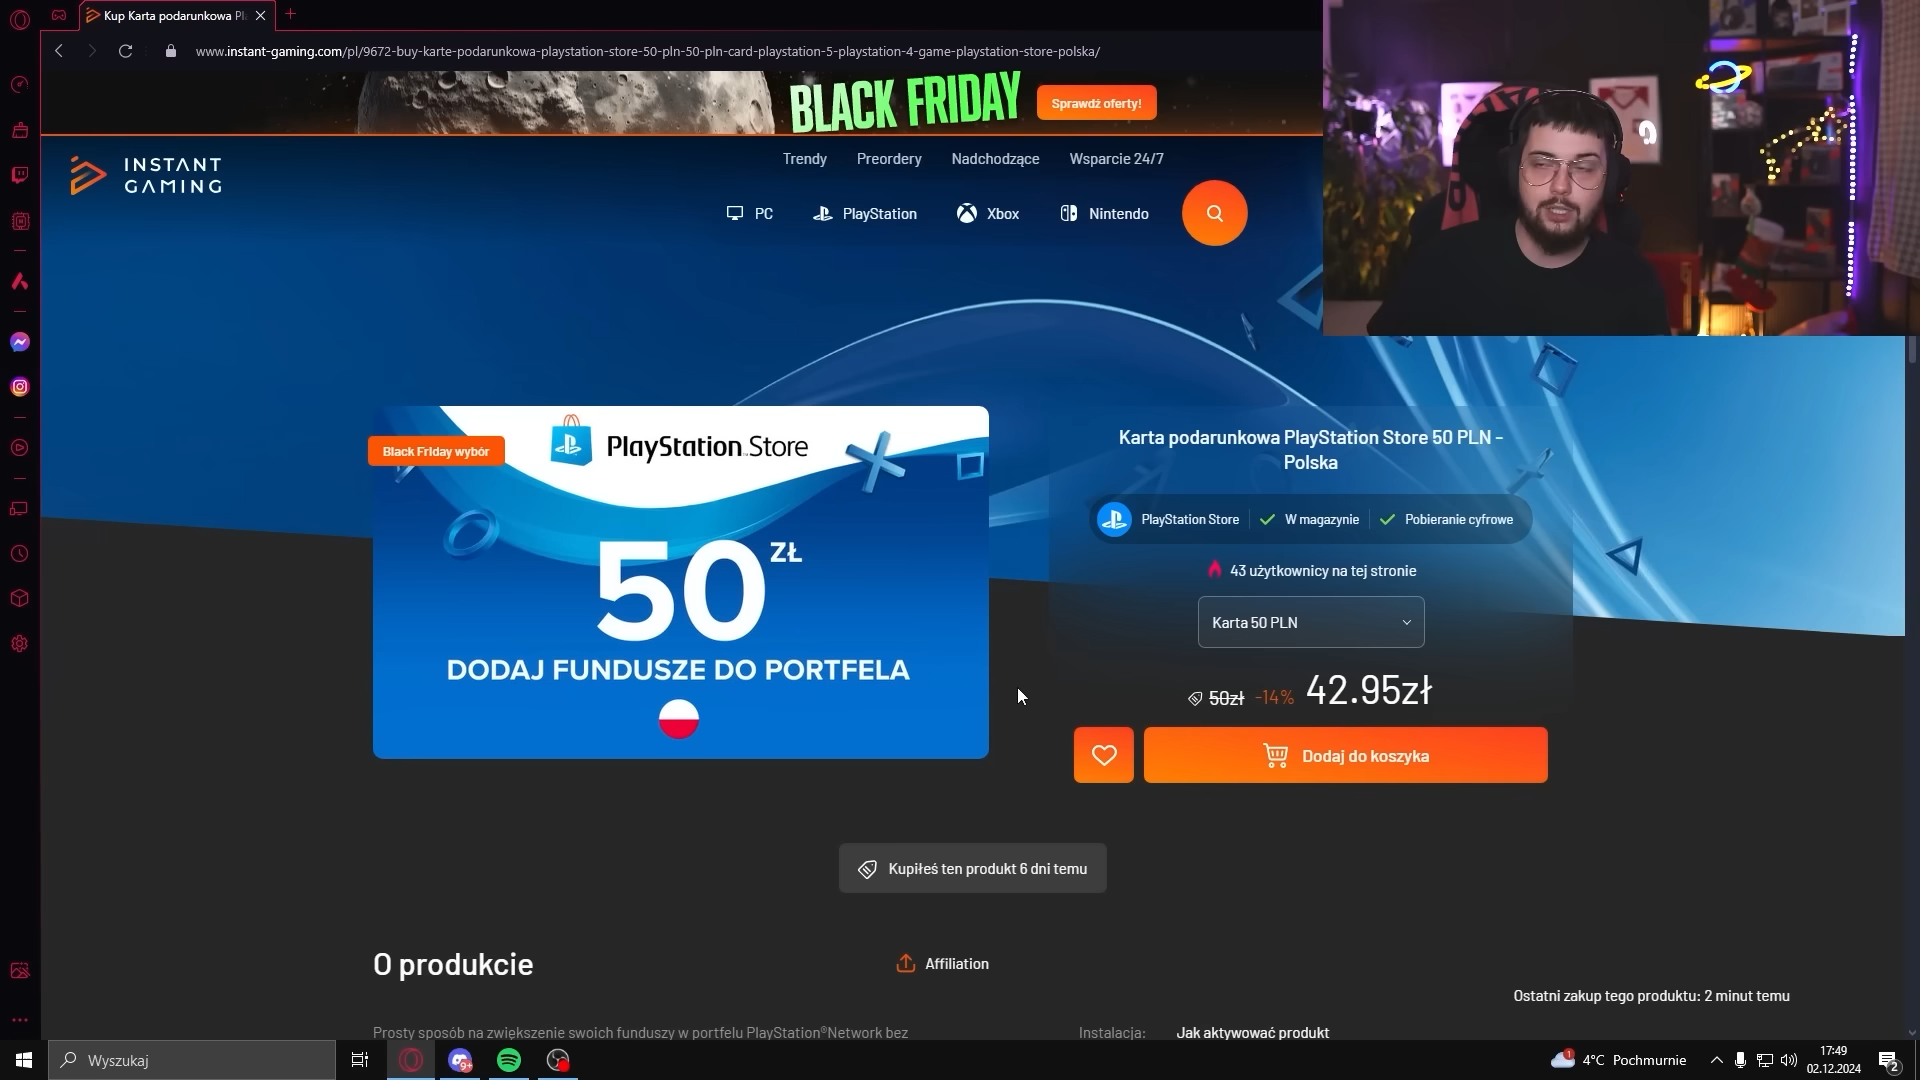 Kup Karta podarunkowa Pl
www.instant-gaming.com/pl/9672-buy-karte-podarunkowa-playstation-store-50-pln-50-pln-card-playstation-5-playstation-4-game-playstation-store-polska/
BLACK FRIDAY
Sprawdź oferty!
INSTANT
GAMING
Trendy
Preordery
Nadchodzące
Wsparcie 24/7
PC
PlayStation
Xbox
Nintendo
Black Friday wybór
PlayStation Store
50 ZŁ
DODAJ FUNDUSZE DO PORTFELA
Karta podarunkowa PlayStation Store 50 PLN -
Polska
PlayStation Store
W magazynie
Pobieranie cyfrowe
43 użytkownicy na tej stronie
Karta 50 PLN
50zł -14% 42.95zł
Dodaj do koszyka
Kupiłeś ten produkt 6 dni temu
O produkcie
Affiliation
Ostatni zakup tego produktu: 2 minut temu
Prosty sposób na zwiększenie swoich funduszy w portfelu PlayStation®Network bez
Instalacja: Jak aktywować produkt
Wyszukaj
9+
1
4°C Pochmurnie
17:49
02.12.2024
2